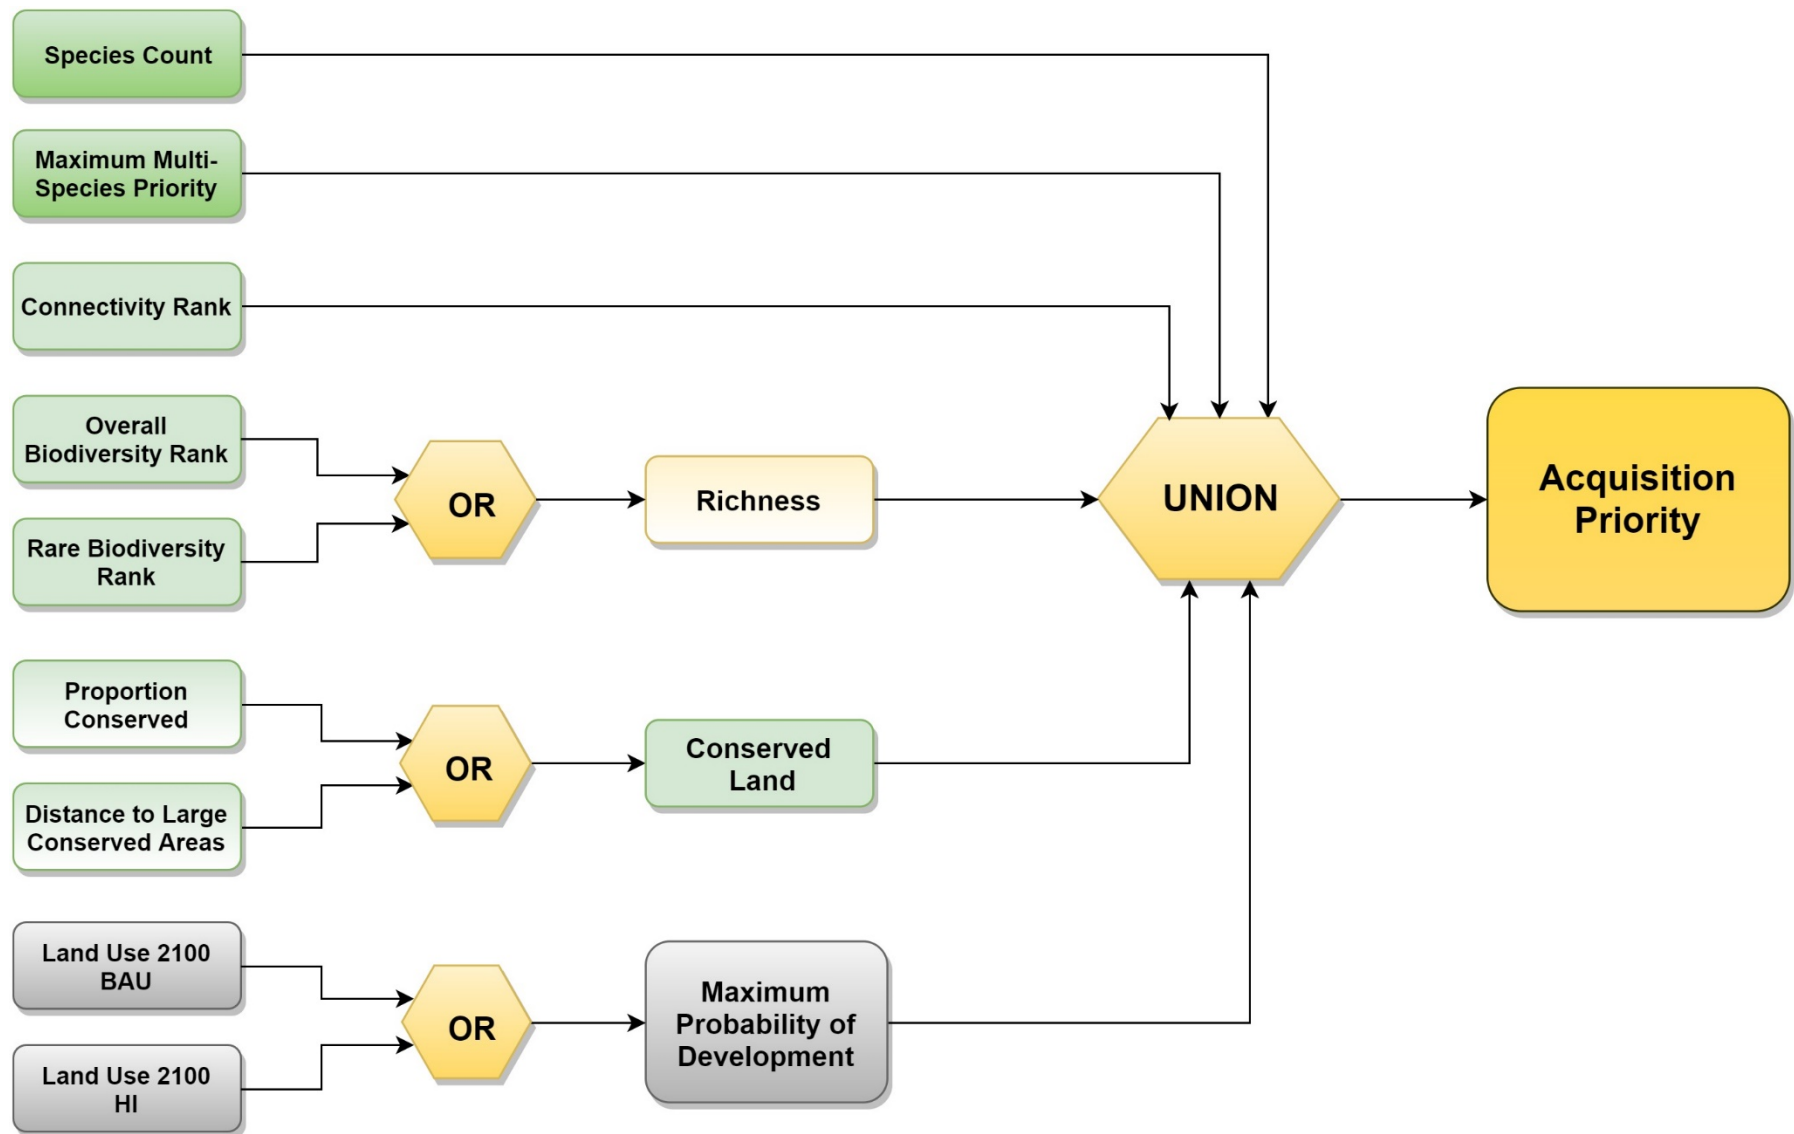 Species Count
Maximum Multi-
Species Priority
Connectivity Rank
Overall
Biodiversity Rank
Rare Biodiversity
Rank
OR
Richness
UNION
Acquisition
Priority
Proportion
Conserved
Distance to Large
Conserved Areas
OR
Conserved
Land
Land Use 2100
BAU
Land Use 2100
HI
OR
Maximum
Probability of
Development